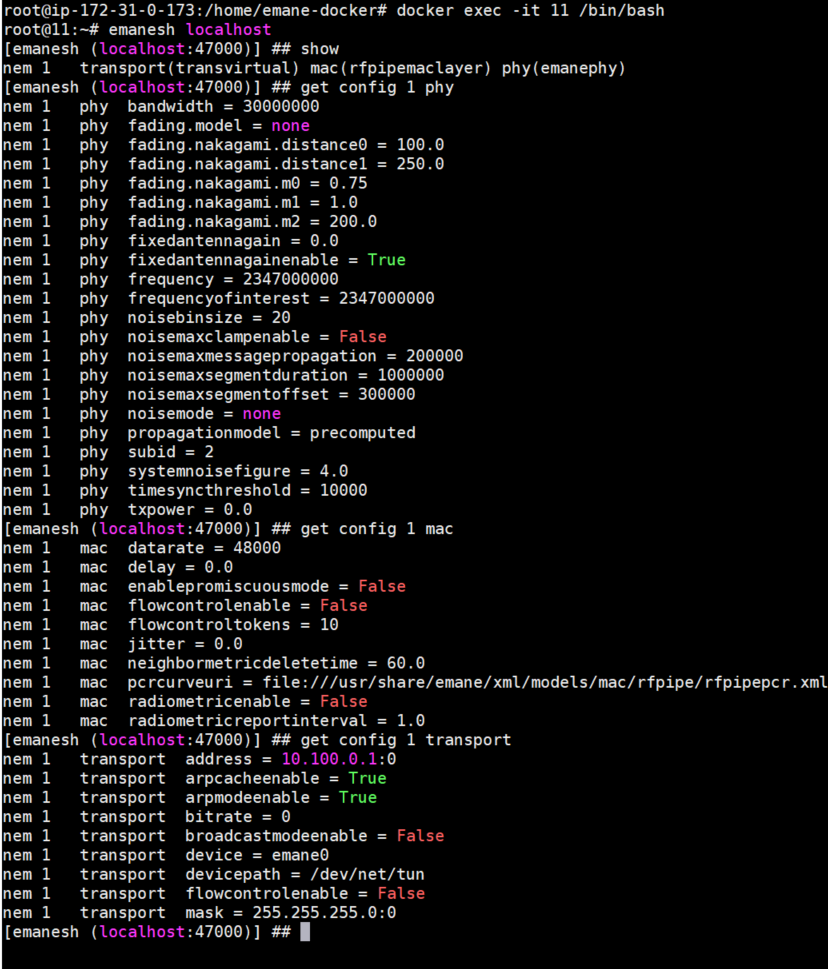 root@ip-172-31-0-173:/home/emane-docker# docker exec -it 11 /bin/bash
root@11:~# emanesh localhost
[emanesh (localhost:47000)] ## show
nem 1   transport(transvirtual) mac(rfpipemaclayer) phy(emanephy)
[emanesh (localhost:47000)] ## get config 1 phy
nem 1   phy  bandwidth = 30000000
nem 1   phy  fading.model = none
nem 1   phy  fading.nakagami.distance0 = 100.0
nem 1   phy  fading.nakagami.distance1 = 250.0
nem 1   phy  fading.nakagami.m0 = 0.75
nem 1   phy  fading.nakagami.m1 = 1.0
nem 1   phy  fading.nakagami.m2 = 200.0
nem 1   phy  fixedantennagain = 0.0
nem 1   phy  fixedantennagainenable = True
nem 1   phy  frequency = 2347000000
nem 1   phy  frequencyofinterest = 2347000000
nem 1   phy  noisebinsize = 20
nem 1   phy  noisemaxclampenable = False
nem 1   phy  noisemaxmessagepropagation = 200000
nem 1   phy  noisemaxsegmentduration = 1000000
nem 1   phy  noisemaxsegmentoffset = 300000
nem 1   phy  noisemode = none
nem 1   phy  propagationmodel = precomputed
nem 1   phy  subid = 2
nem 1   phy  systemnoisefigure = 4.0
nem 1   phy  timesyncthreshold = 10000
nem 1   phy  txpower = 0.0
[emanesh (localhost:47000)] ## get config 1 mac
nem 1   mac  datarate = 48000
nem 1   mac  delay = 0.0
nem 1   mac  enablepromiscuousmode = False
nem 1   mac  flowcontrolenable = False
nem 1   mac  flowcontroltokens = 10
nem 1   mac  jitter = 0.0
nem 1   mac  neighbormetricdeletetime = 60.0
nem 1   mac  pcrcurveuri = file:///usr/share/emane/xml/models/mac/rfpipe/rfpipepcr.xml
nem 1   mac  radiometricenable = False
nem 1   mac  radiometricreportinterval = 1.0
[emanesh (localhost:47000)] ## get config 1 transport
nem 1   transport  address = 10.100.0.1:0
nem 1   transport  arpcacheenable = True
nem 1   transport  arpmodeenable = True
nem 1   transport  bitrate = 0
nem 1   transport  broadcastmodeenable = False
nem 1   transport  device = emane0
nem 1   transport  devicepath = /dev/net/tun
nem 1   transport  flowcontrolenable = False
nem 1   transport  mask = 255.255.255.0:0
[emanesh (localhost:47000)] ##